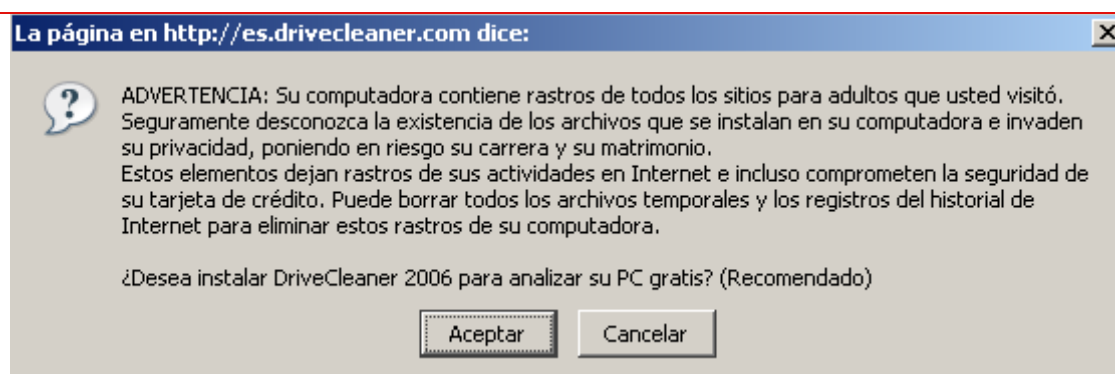 La página en http://es.drivecleaner.com dice:
ADVERTENCIA: Su computadora contiene rastros de todos los sitios para adultos que usted visitó.
Seguramente desconozca la existencia de los archivos que se instalan en su computadora e invaden
su privacidad, poniendo en riesgo su carrera y su matrimonio.
Estos elementos dejan rastros de sus actividades en Internet e incluso comprometen la seguridad de
su tarjeta de crédito. Puede borrar todos los archivos temporales y los registros del historial de
Internet para eliminar estos rastros de su computadora.
¿Desea instalar DriveCleaner 2006 para analizar su PC gratis? (Recomendado)
Aceptar Cancelar